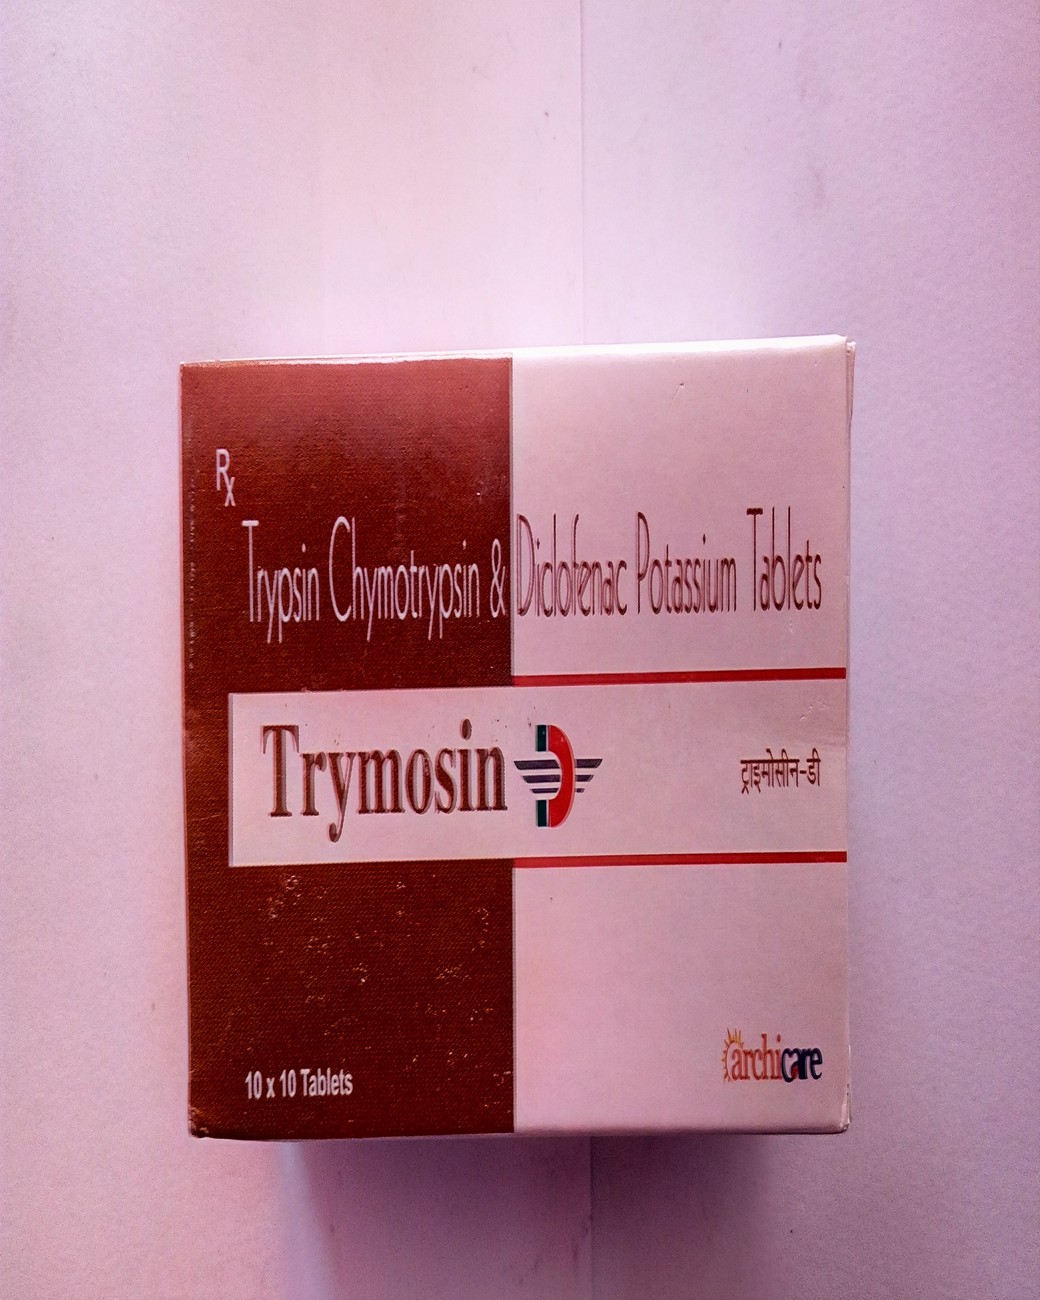 Rx
Trypsin Chymotrypsin & Diclofenac Potassium Tablets
Trymosin D
ट्राइमोसीन-डी
10 x 10 Tablets
archicare